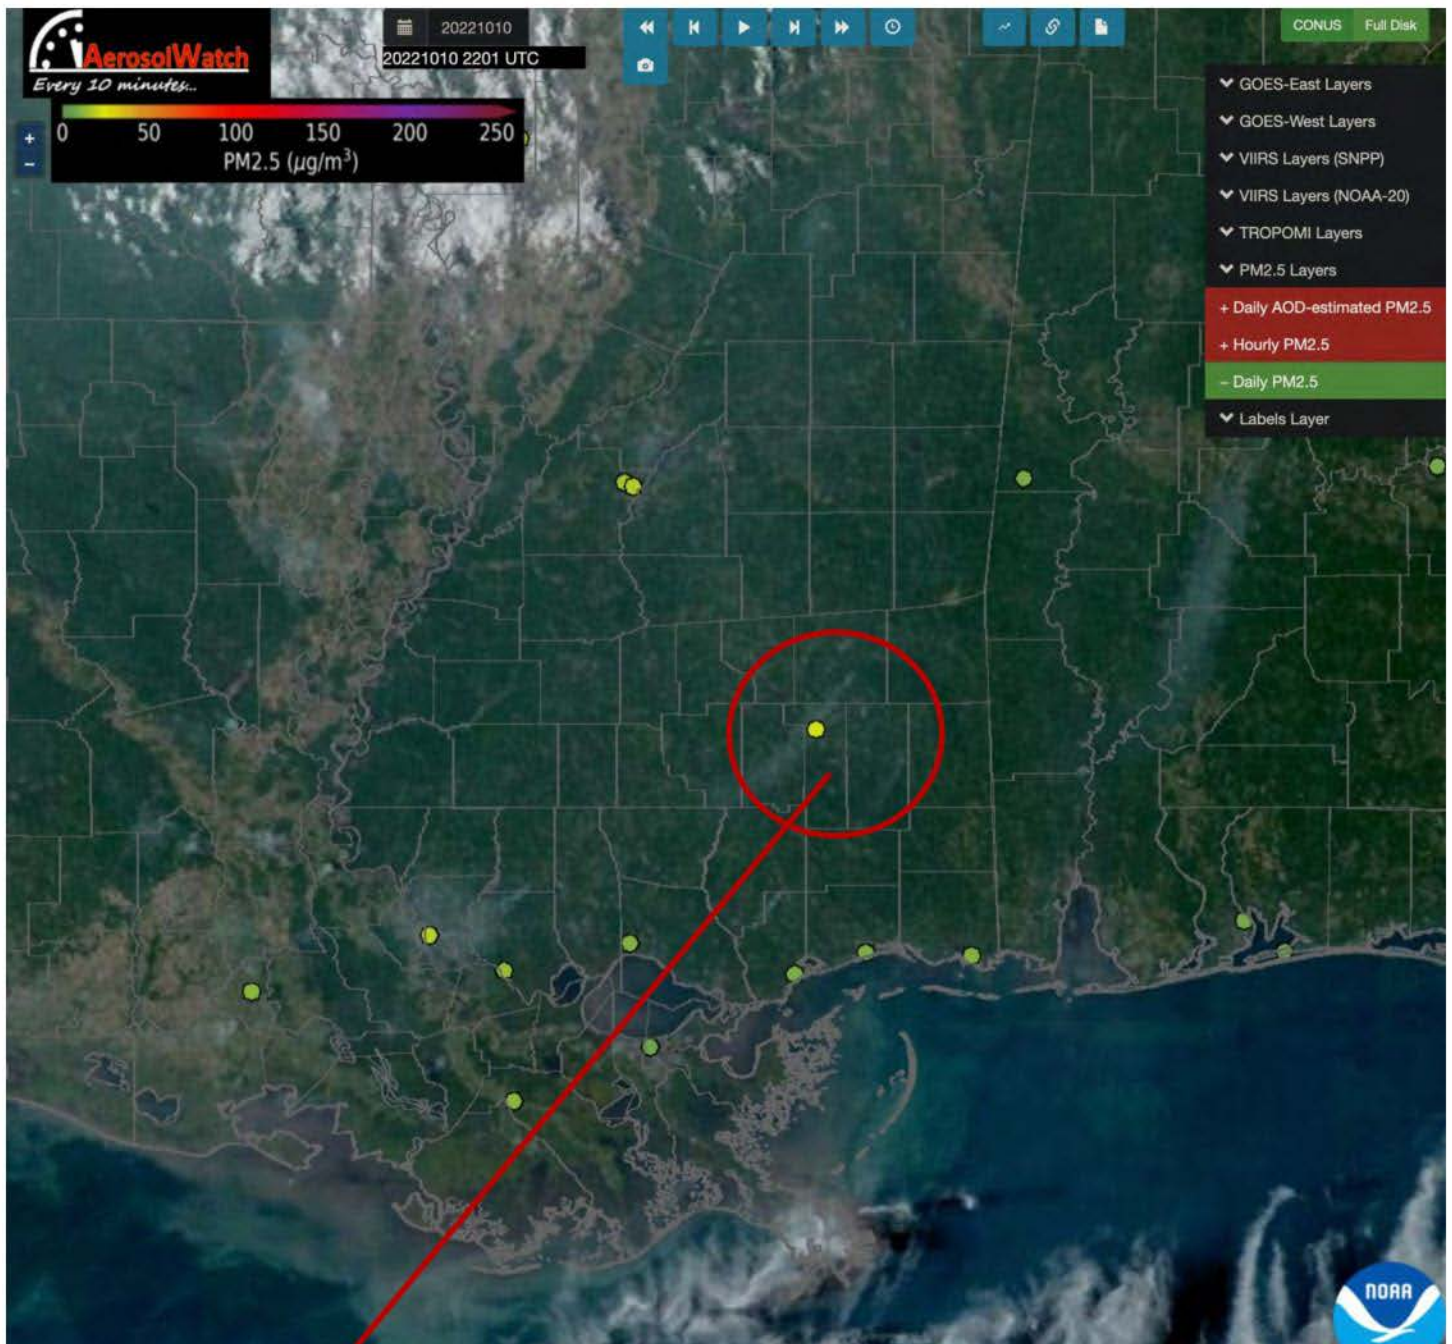 AerosolWatch
Every 10 minutes...
20221010
20221010 2201 UTC
CONUS Full Disk
+
−
0 50 100 150 200 250
PM2.5 (µg/m³)
GOES-East Layers
GOES-West Layers
VIIRS Layers (SNPP)
VIIRS Layers (NOAA-20)
TROPOMI Layers
PM2.5 Layers
+ Daily AOD-estimated PM2.5
+ Hourly PM2.5
− Daily PM2.5
Labels Layer
NOAA